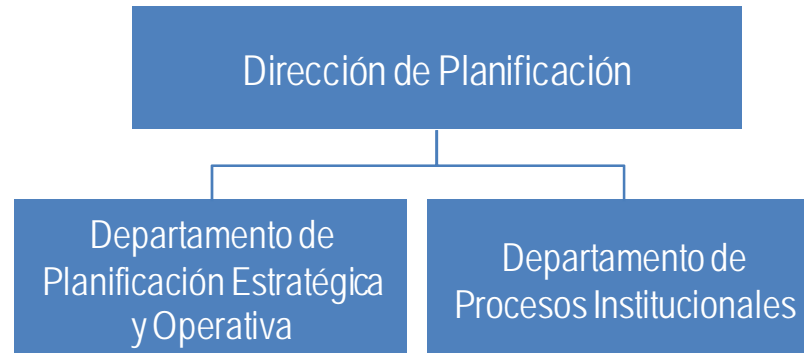 Dirección de Planificación
Departamento de
Planificación Estratégica
y Operativa
Departamento de
Procesos Institucionales